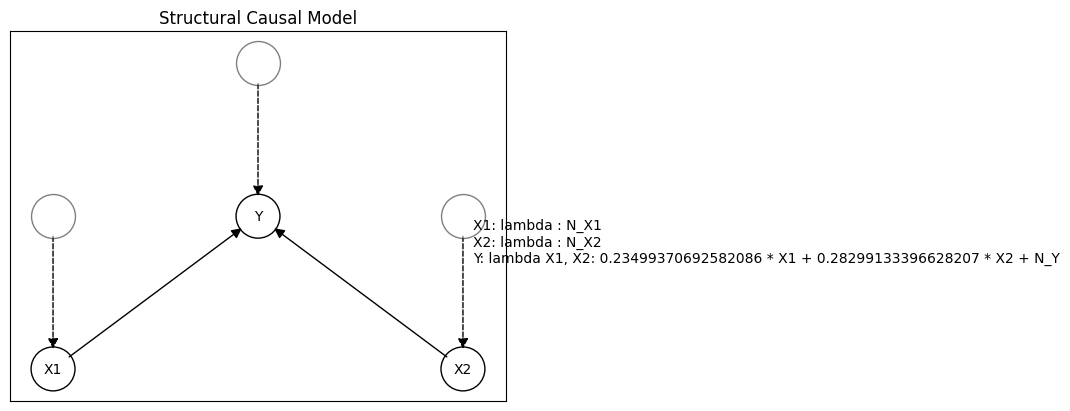 Structural Causal Model
Y
X1: lambda : N_X1
X2: lambda : N_X2
Y: lambda X1, X2: 0.23499370692582086 * X1 + 0.28299133396628207 * X2 + N_Y
X1
X2